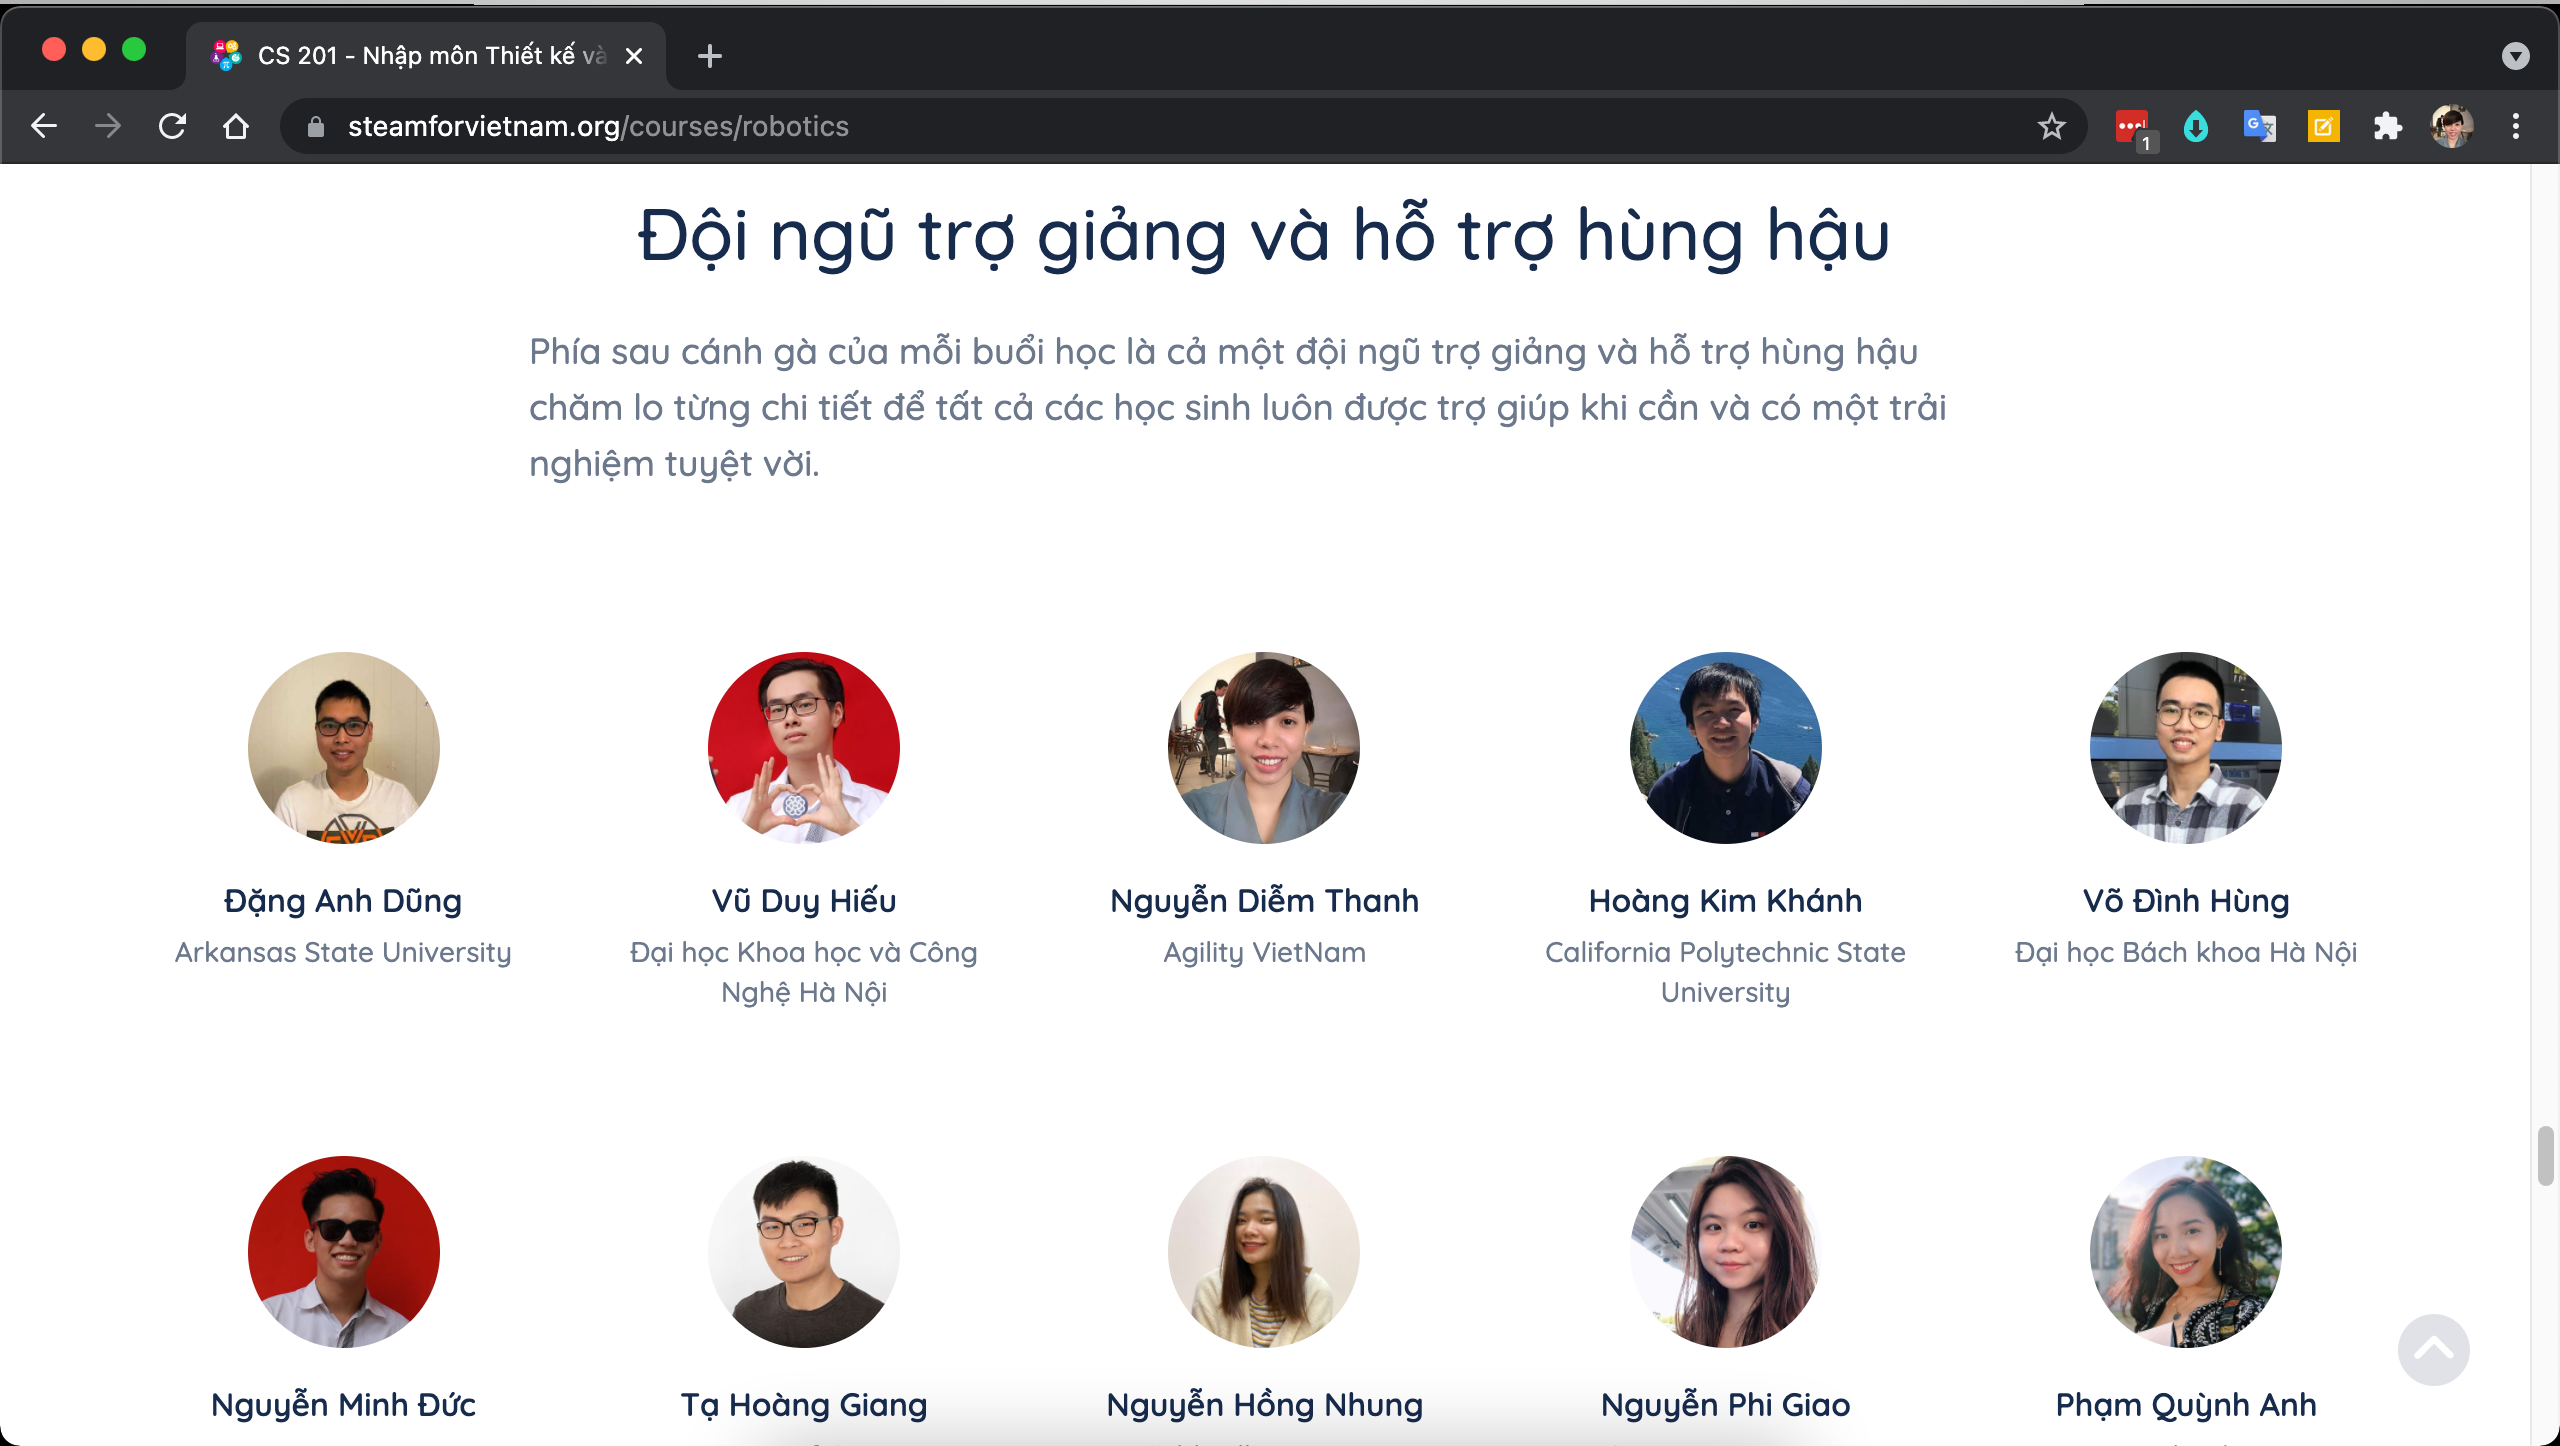 CS 201 - Nhập môn Thiết kế và
steamforvietnam.org/courses/robotics
1
Đội ngũ trợ giảng và hỗ trợ hùng hậu
Phía sau cánh gà của mỗi buổi học là cả một đội ngũ trợ giảng và hỗ trợ hùng hậu
chăm lo từng chi tiết để tất cả các học sinh luôn được trợ giúp khi cần và có một trải
nghiệm tuyệt vời.
Đặng Anh Dũng
Arkansas State University
Vũ Duy Hiếu
Đại học Khoa học và Công
Nghệ Hà Nội
Nguyễn Diễm Thanh
Agility VietNam
Hoàng Kim Khánh
California Polytechnic State
University
Võ Đình Hùng
Đại học Bách khoa Hà Nội
Nguyễn Minh Đức
Tạ Hoàng Giang
Nguyễn Hồng Nhung
Nguyễn Phi Giao
Phạm Quỳnh Anh